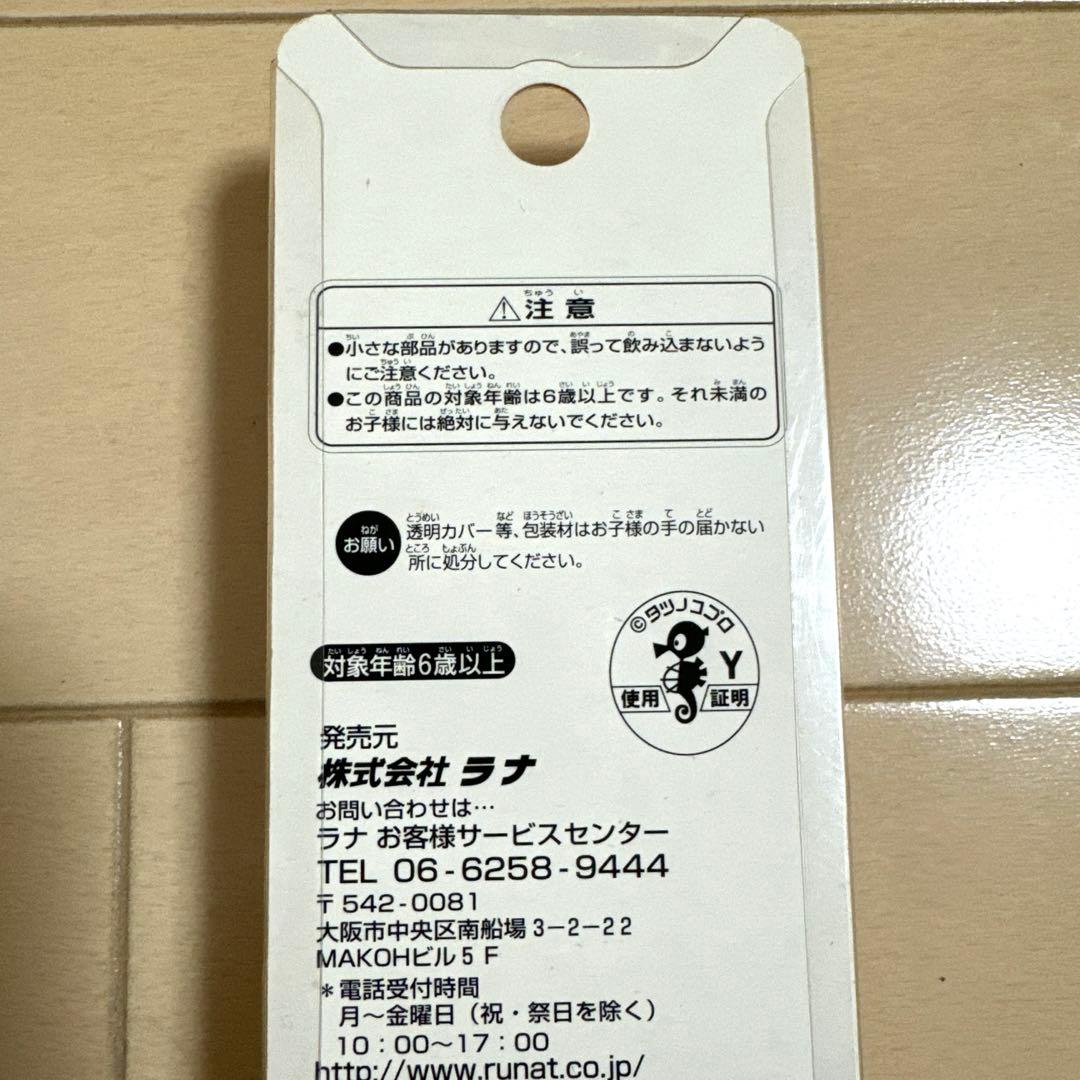 ⚠注意
●小さな部品がありますので、誤って飲み込まないよう
にご注意ください。
●この商品の対象年齢は6歳以上です。それ未満の
お子様には絶対に与えないでください。
お願い
透明カバー等、包装材はお子様の手の届かない
所に処分してください。
©タツノコプロ
Y
使用 証明
対象年齢6歳以上
発売元
株式会社 ラナ
お問い合わせは…
ラナ お客様サービスセンター
TEL 06-6258-9444
〒542-0081
大阪市中央区南船場3-2-22
MAKOHビル5F
＊電話受付時間
月～金曜日（祝・祭日を除く）
10：00～17：00
http://www.runat.co.jp/